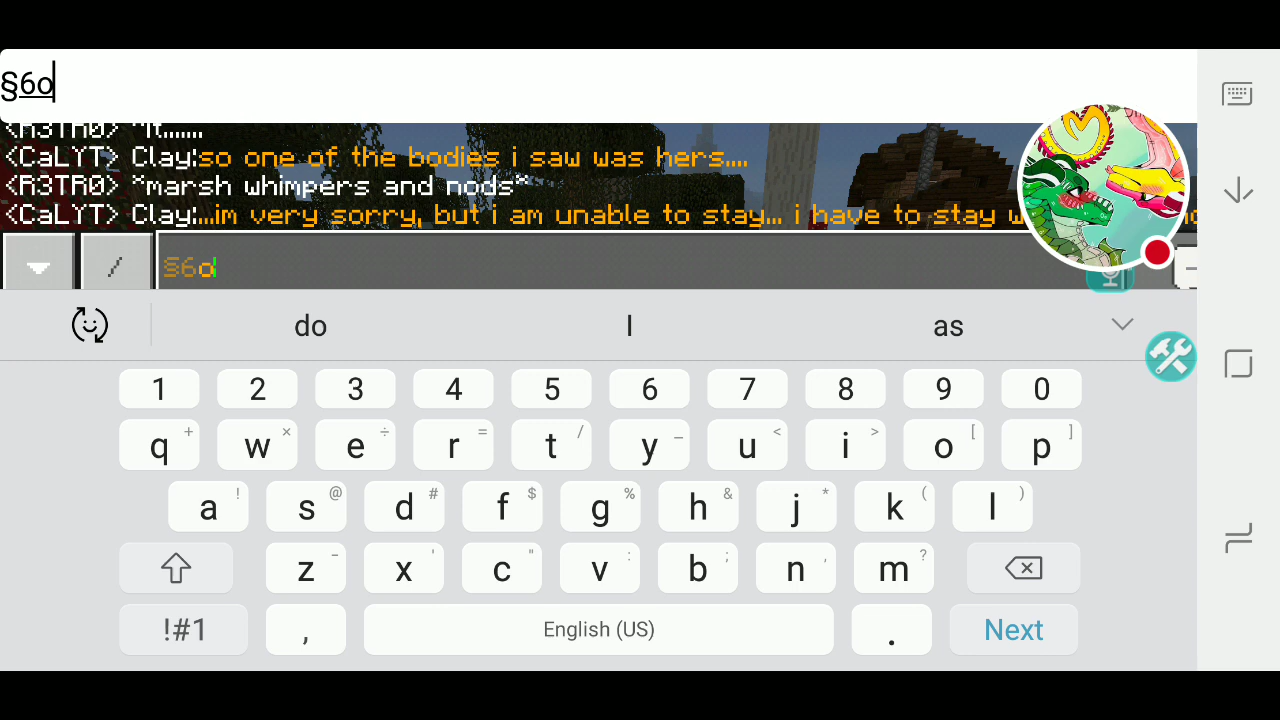 §6o
<R3TR0> *It......
<CaLYT> Clay:so one of the bodies i saw was hers....
<R3TR0> *marsh whimpers and nods*
<CaLYT> Clay:...im very sorry, but i am unable to stay... i have to stay
/ §6o
do I as
1 2 3 4 5 6 7 8 9 0
q + w × e ÷ r = t / y _ u < i > o [ p ]
a ! s @ d # f $ g % h & j * k ( l )
z - x ' c " v : b ; n , m ?
!#1 , English (US) . Next